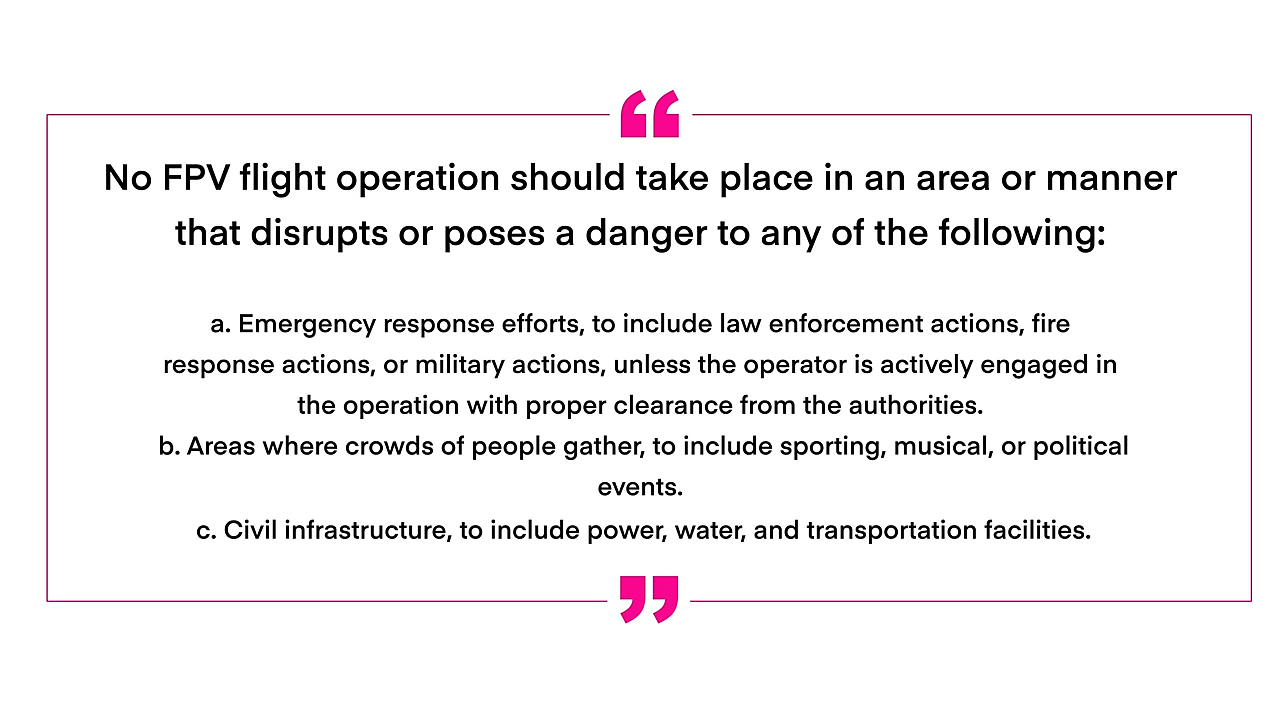 No FPV flight operation should take place in an area or manner
that disrupts or poses a danger to any of the following:
a. Emergency response efforts, to include law enforcement actions, fire
response actions, or military actions, unless the operator is actively engaged in
the operation with proper clearance from the authorities.
b. Areas where crowds of people gather, to include sporting, musical, or political
events.
c. Civil infrastructure, to include power, water, and transportation facilities.